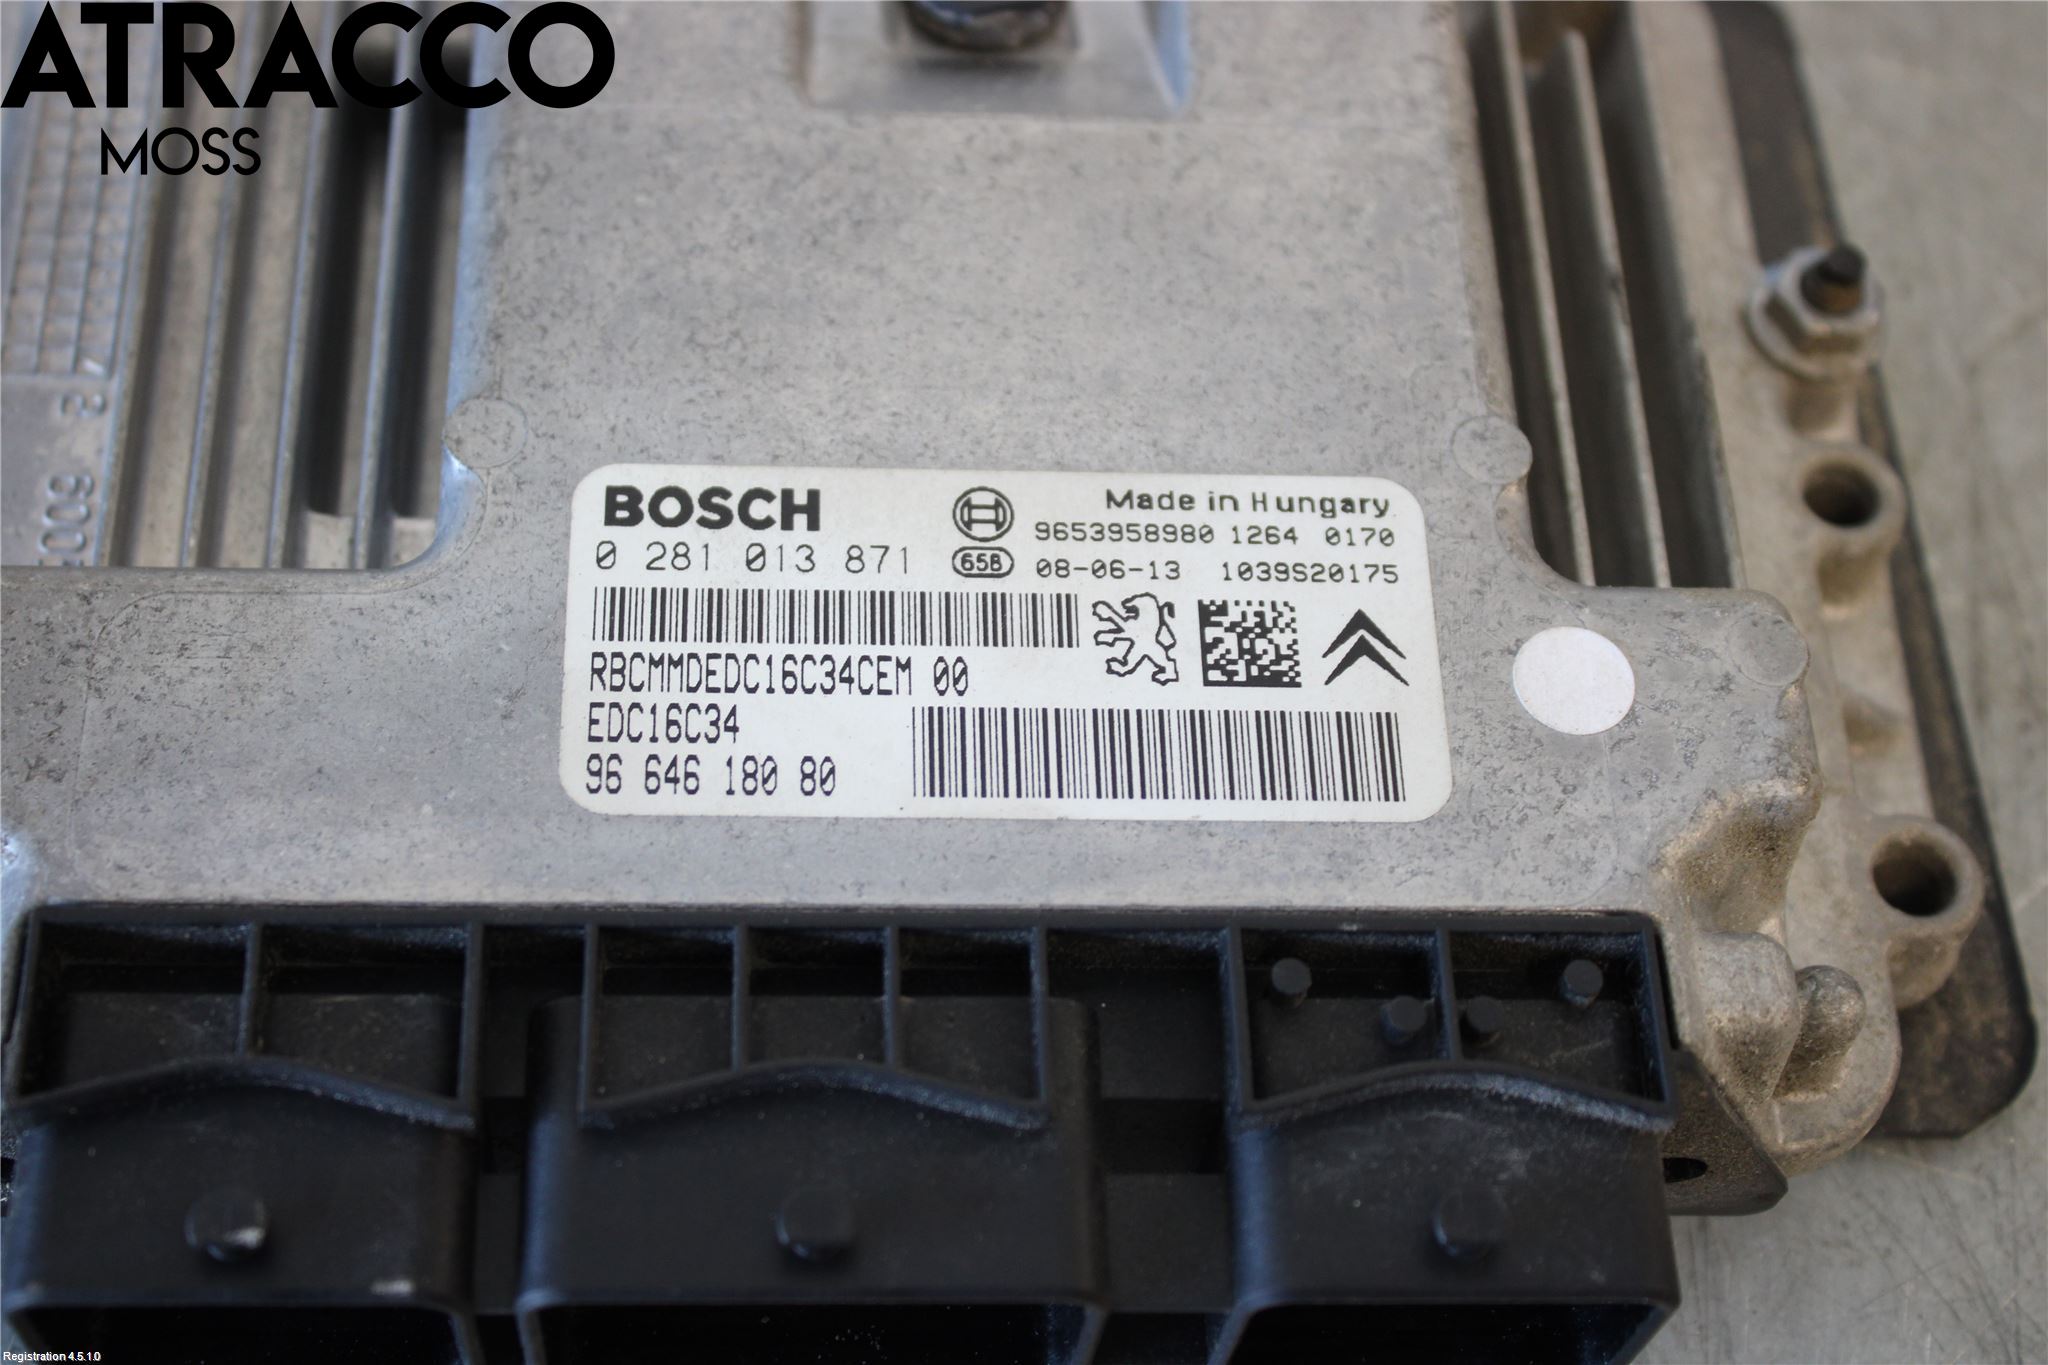 ATRACCO
MOSS
BOSCH
Made in Hungary
9653958980 1264 0170
0 281 013 871
65B
08-06-13 1039S20175
RBCMMDEDC16C34CEM 00
EDC16C34
96 646 180 80
Registration 4.5.1.0